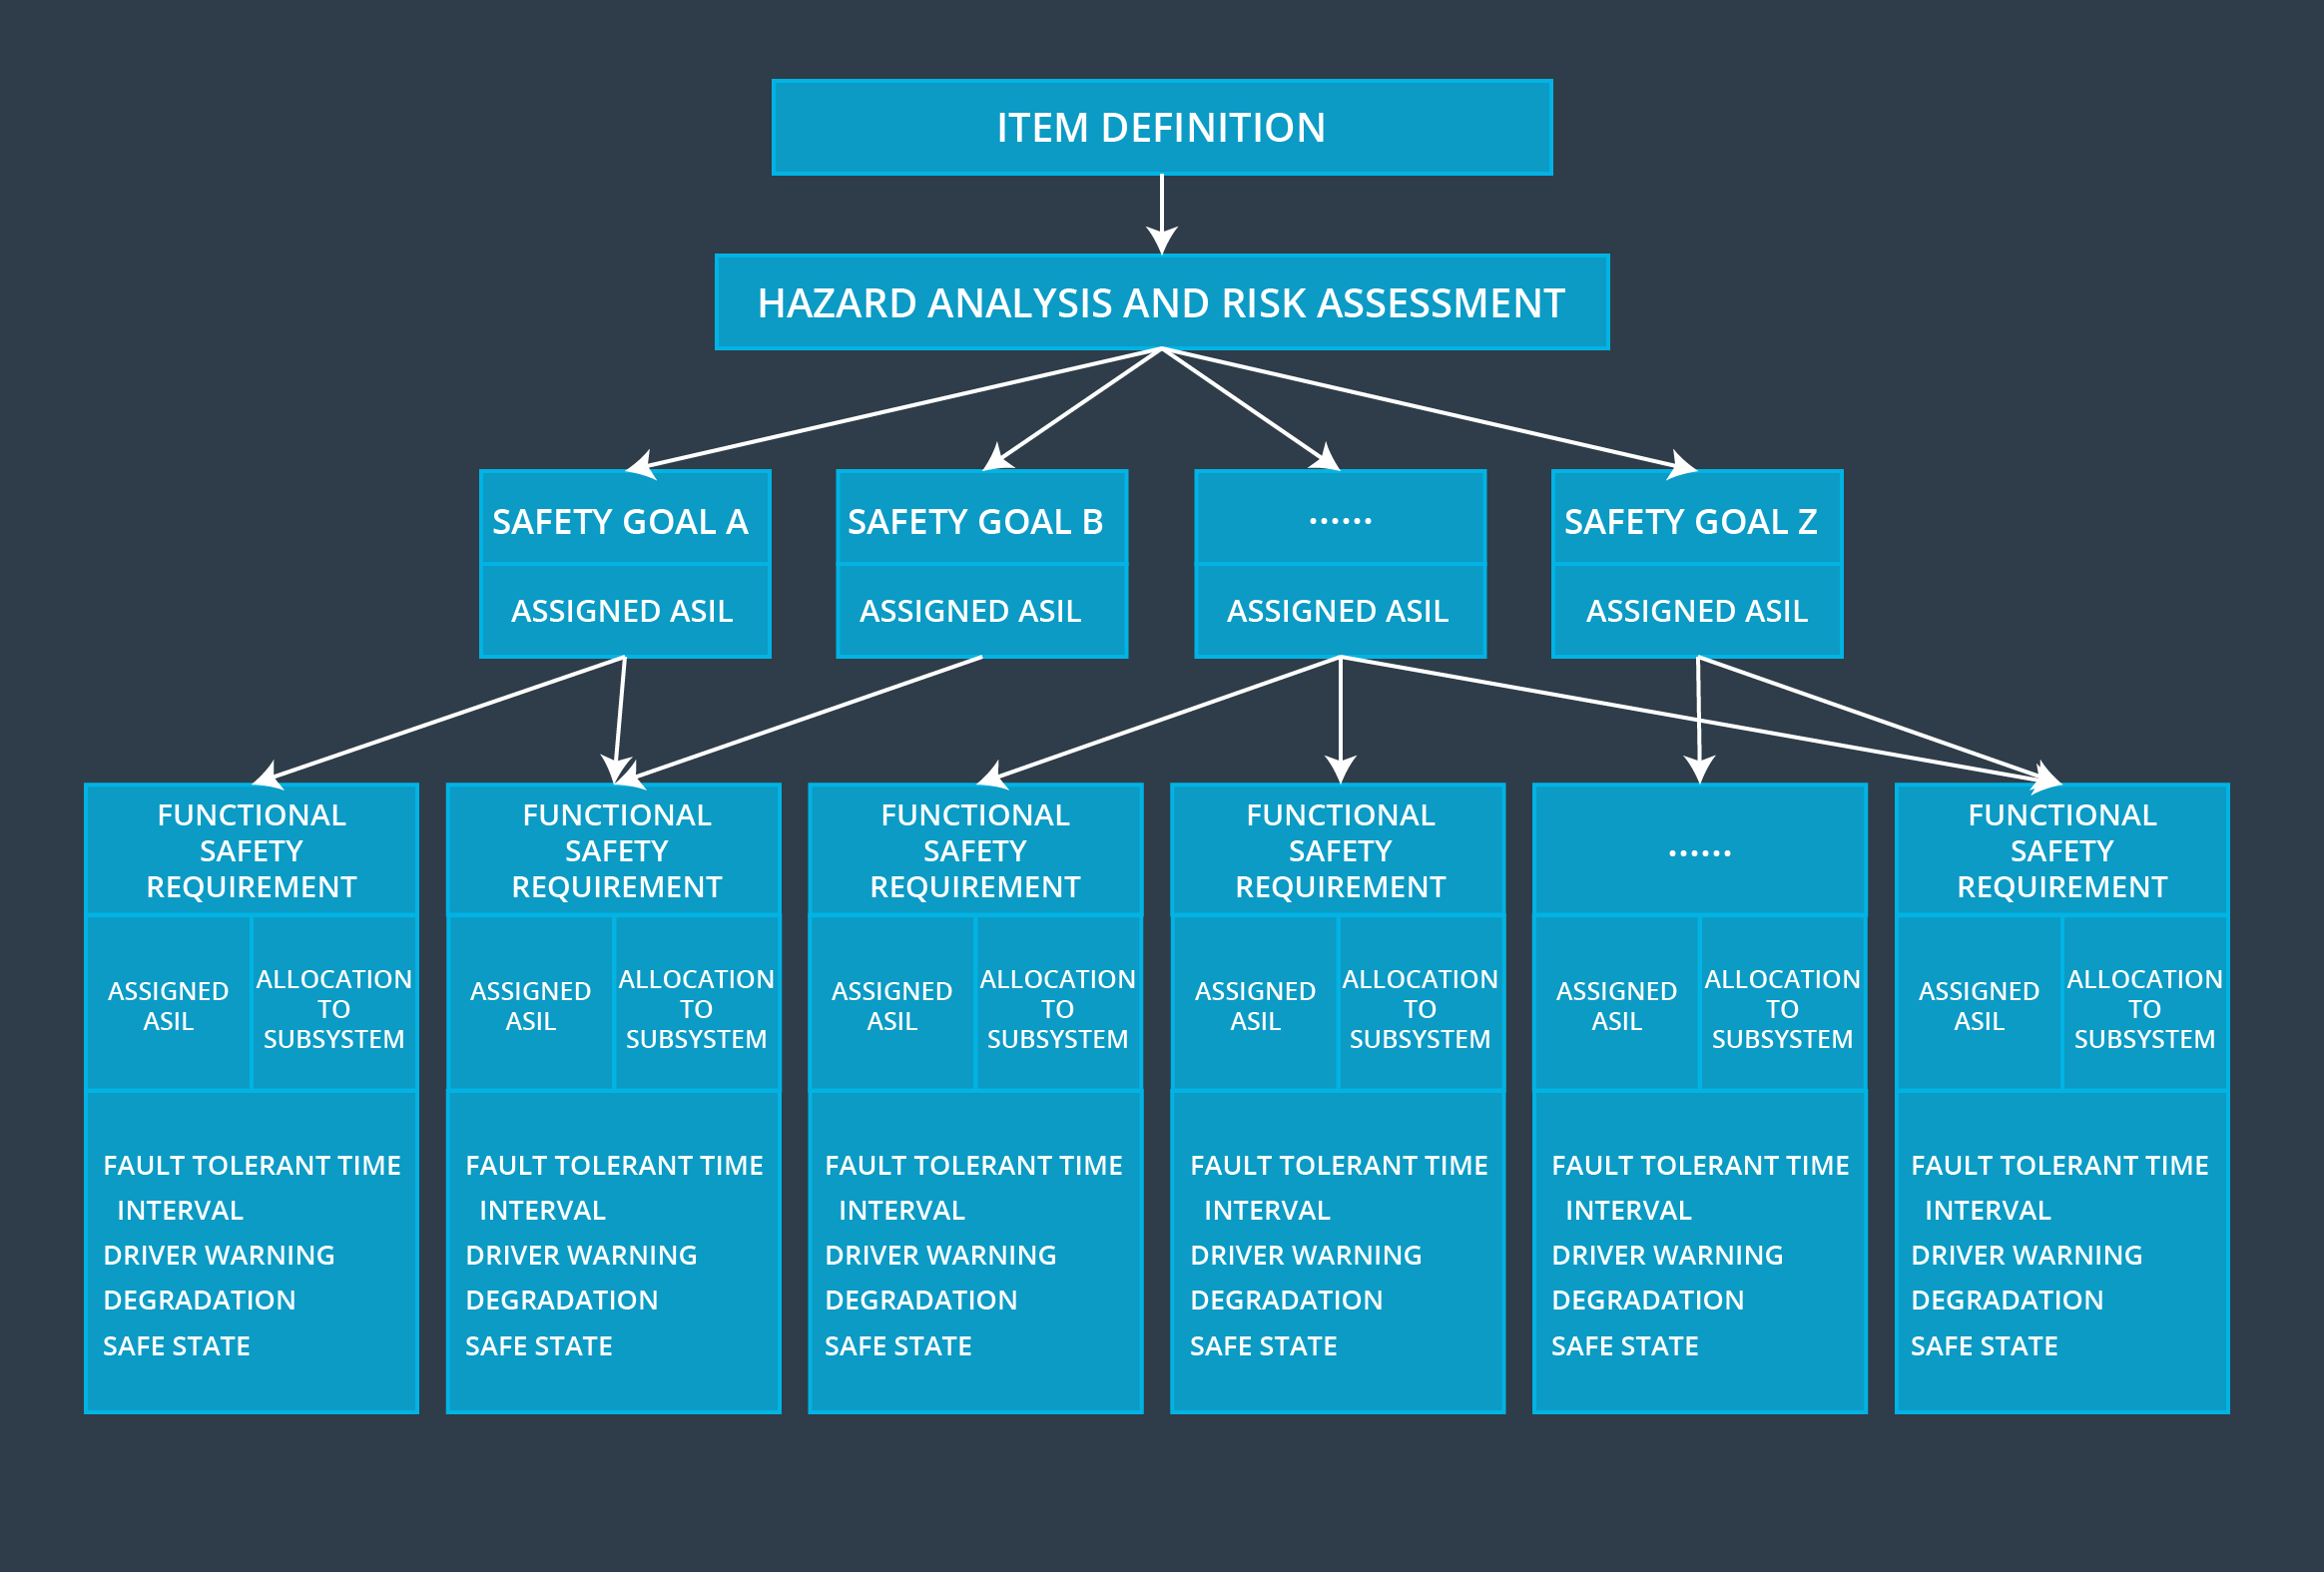 ITEM DEFINITION
HAZARD ANALYSIS AND RISK ASSESSMENT
SAFETY GOAL A
ASSIGNED ASIL
SAFETY GOAL B
ASSIGNED ASIL
......
ASSIGNED ASIL
SAFETY GOAL Z
ASSIGNED ASIL
FUNCTIONAL
SAFETY
REQUIREMENT
ASSIGNED
ASIL
ALLOCATION
TO
SUBSYSTEM
FAULT TOLERANT TIME
INTERVAL
DRIVER WARNING
DEGRADATION
SAFE STATE
FUNCTIONAL
SAFETY
REQUIREMENT
ASSIGNED
ASIL
ALLOCATION
TO
SUBSYSTEM
FAULT TOLERANT TIME
INTERVAL
DRIVER WARNING
DEGRADATION
SAFE STATE
FUNCTIONAL
SAFETY
REQUIREMENT
ASSIGNED
ASIL
ALLOCATION
TO
SUBSYSTEM
FAULT TOLERANT TIME
INTERVAL
DRIVER WARNING
DEGRADATION
SAFE STATE
FUNCTIONAL
SAFETY
REQUIREMENT
ASSIGNED
ASIL
ALLOCATION
TO
SUBSYSTEM
FAULT TOLERANT TIME
INTERVAL
DRIVER WARNING
DEGRADATION
SAFE STATE
......
ASSIGNED
ASIL
ALLOCATION
TO
SUBSYSTEM
FAULT TOLERANT TIME
INTERVAL
DRIVER WARNING
DEGRADATION
SAFE STATE
FUNCTIONAL
SAFETY
REQUIREMENT
ASSIGNED
ASIL
ALLOCATION
TO
SUBSYSTEM
FAULT TOLERANT TIME
INTERVAL
DRIVER WARNING
DEGRADATION
SAFE STATE